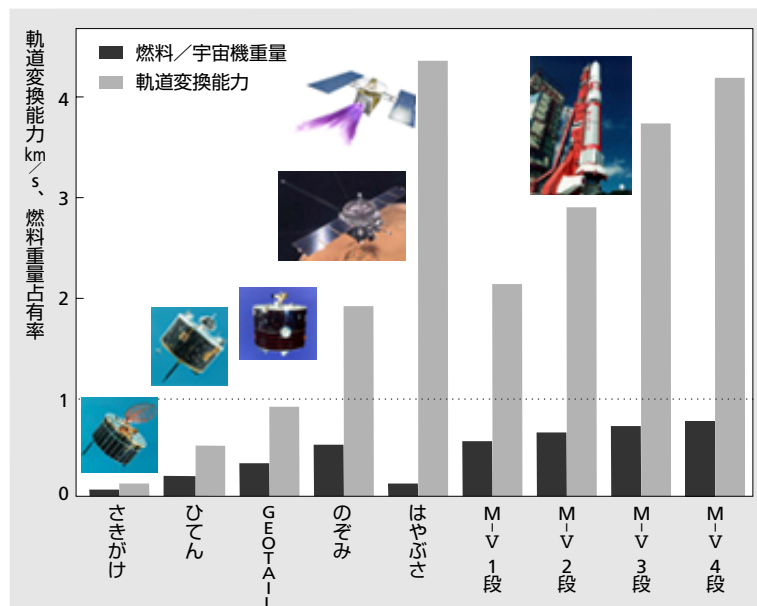 軌道変換能力km/s、燃料重量占有率
燃料／宇宙機重量
軌道変換能力
4
3
2
1
0
さきがけ
ひてん
GEOTAIL
のぞみ
はやぶさ
M-V 1段
M-V 2段
M-V 3段
M-V 4段